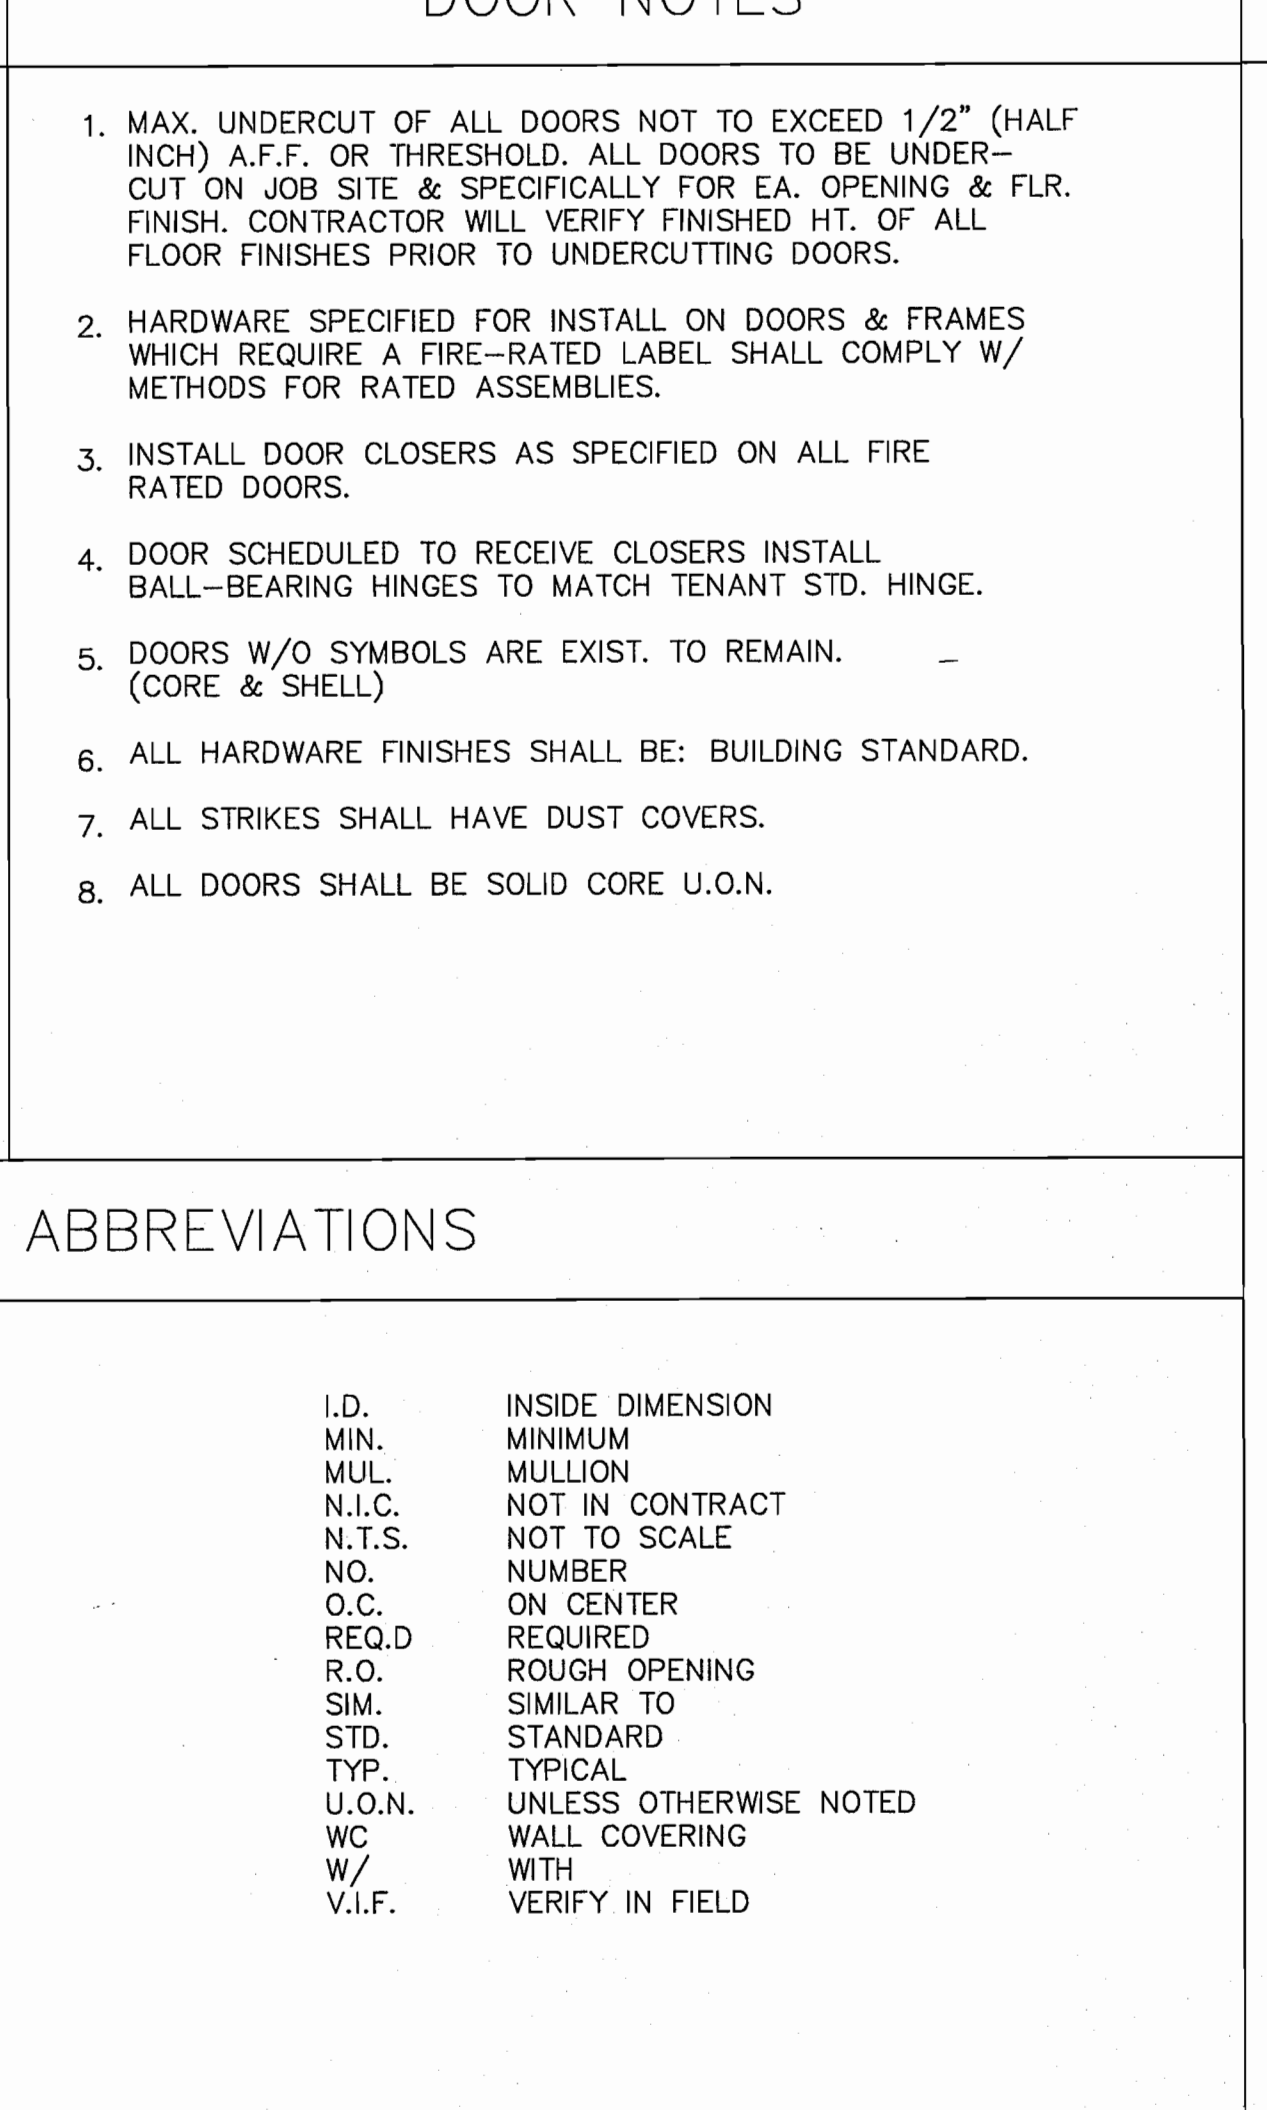 DOOR NOTES
1. MAX. UNDERCUT OF ALL DOORS NOT TO EXCEED 1/2" (HALF
INCH) A.F.F. OR THRESHOLD. ALL DOORS TO BE UNDER-
CUT ON JOB SITE & SPECIFICALLY FOR EA. OPENING & FLR.
FINISH. CONTRACTOR WILL VERIFY FINISHED HT. OF ALL
FLOOR FINISHES PRIOR TO UNDERCUTTING DOORS.
2. HARDWARE SPECIFIED FOR INSTALL ON DOORS & FRAMES
WHICH REQUIRE A FIRE-RATED LABEL SHALL COMPLY W/
METHODS FOR RATED ASSEMBLIES.
3. INSTALL DOOR CLOSERS AS SPECIFIED ON ALL FIRE
RATED DOORS.
4. DOOR SCHEDULED TO RECEIVE CLOSERS INSTALL
BALL-BEARING HINGES TO MATCH TENANT STD. HINGE.
5. DOORS W/O SYMBOLS ARE EXIST. TO REMAIN.
(CORE & SHELL)
6. ALL HARDWARE FINISHES SHALL BE: BUILDING STANDARD.
7. ALL STRIKES SHALL HAVE DUST COVERS.
8. ALL DOORS SHALL BE SOLID CORE U.O.N.
ABBREVIATIONS
I.D. INSIDE DIMENSION
MIN. MINIMUM
MUL. MULLION
N.I.C. NOT IN CONTRACT
N.T.S. NOT TO SCALE
NO. NUMBER
O.C. ON CENTER
REQ.D REQUIRED
R.O. ROUGH OPENING
SIM. SIMILAR TO
STD. STANDARD
TYP. TYPICAL
U.O.N. UNLESS OTHERWISE NOTED
WC WALL COVERING
W/ WITH
V.I.F. VERIFY IN FIELD